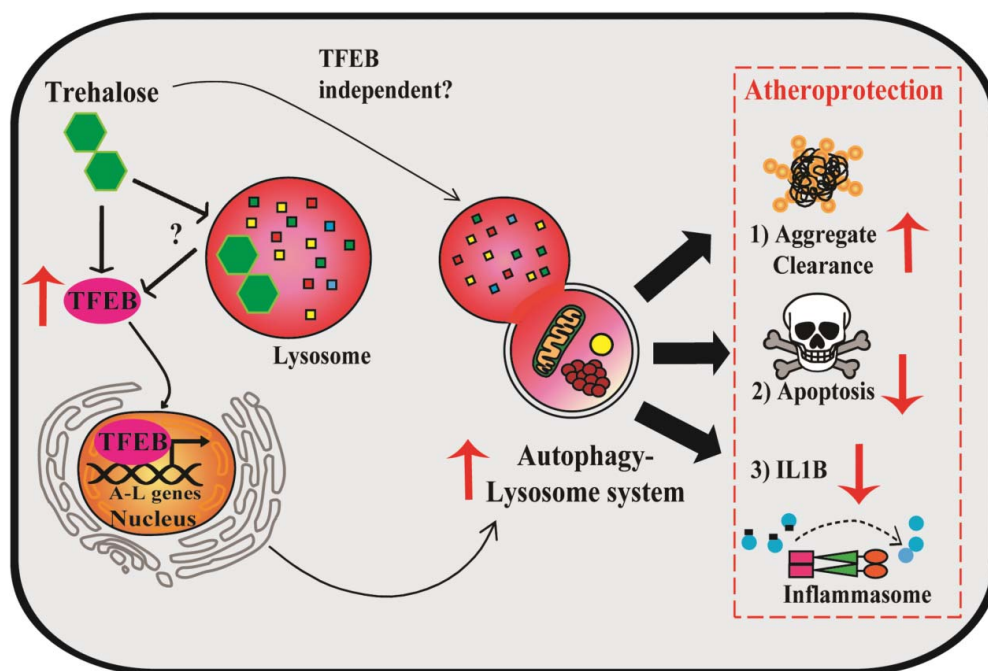 TFEB
independent?
Trehalose
?
TFEB
Lysosome
TFEB
A-L genes
Nucleus
Autophagy-
Lysosome system
Atheroprotection
1) Aggregate
Clearance
2) Apoptosis
3) IL1B
Inflammasome